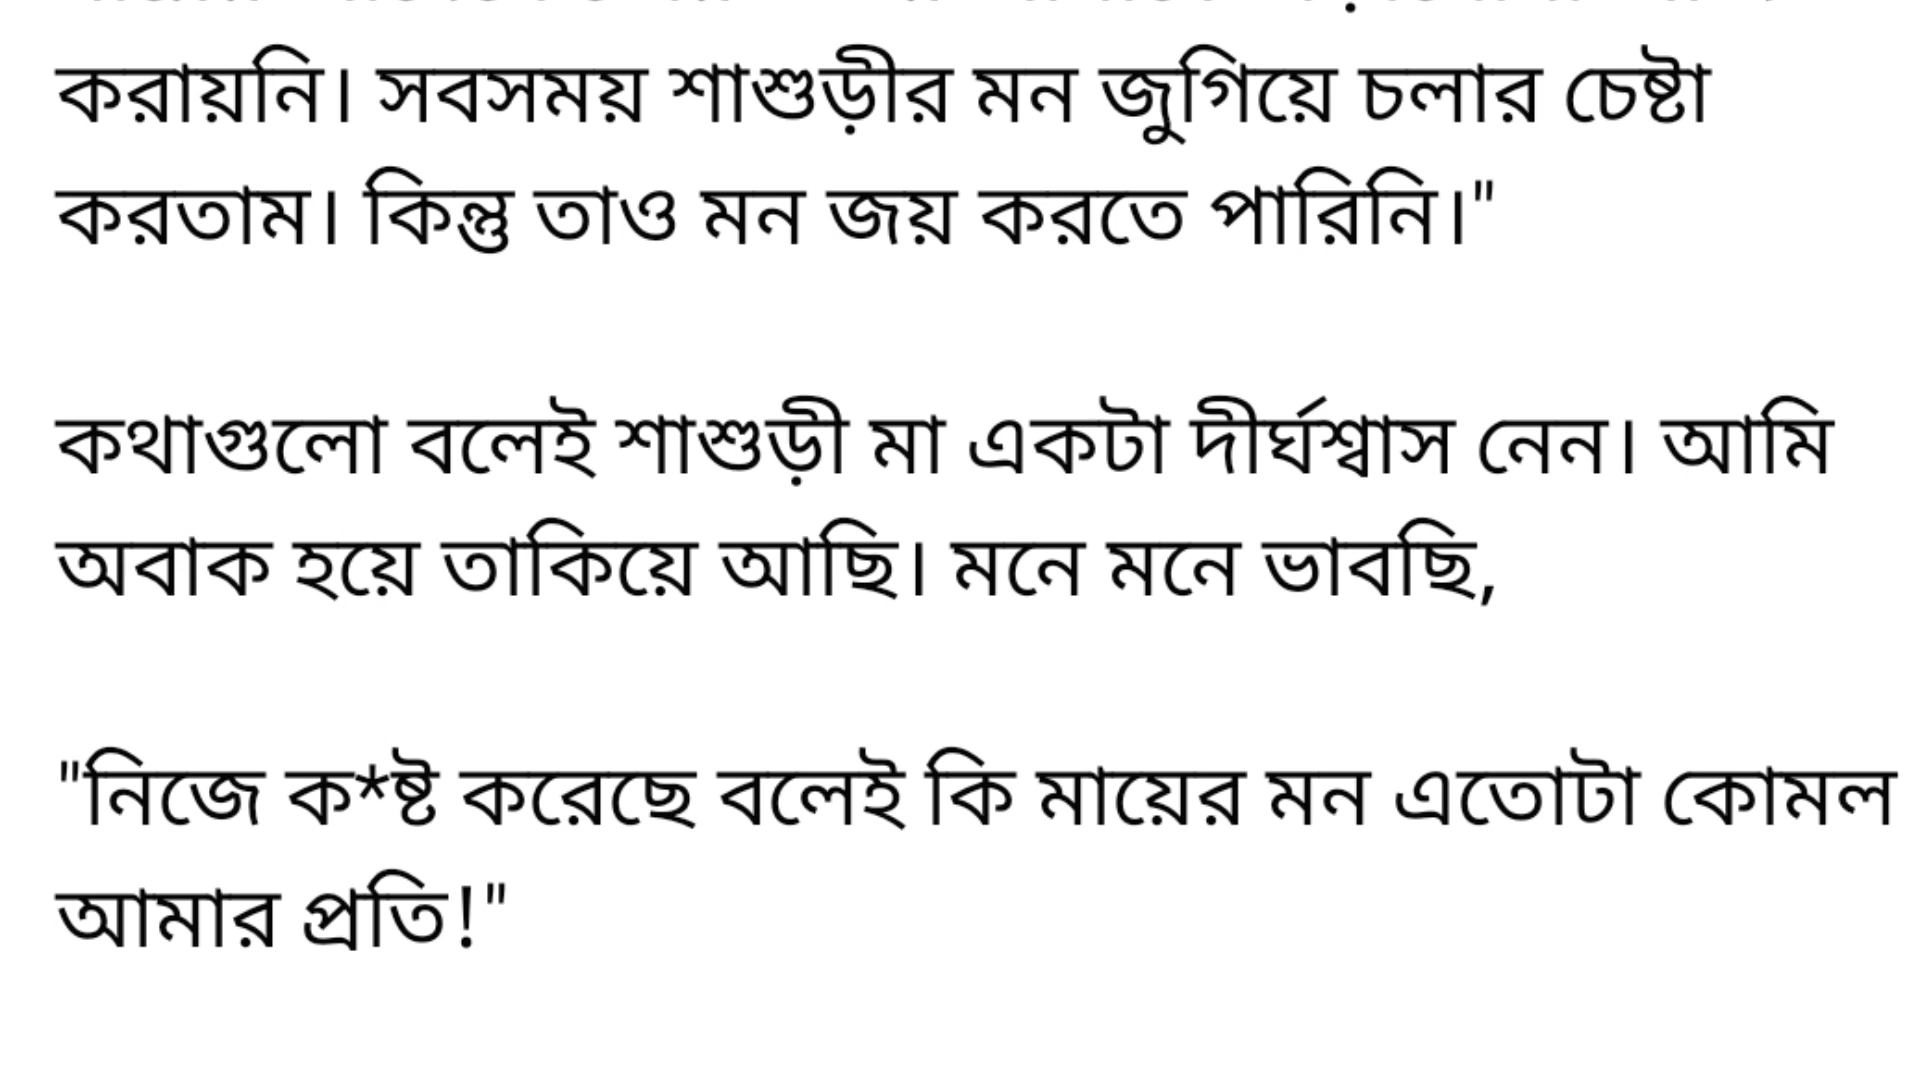 করায়নি। সবসময় শাশুড়ীর মন জুগিয়ে চলার চেষ্টা
করতাম। কিন্তু তাও মন জয় করতে পারিনি।"
কথাগুলো বলেই শাশুড়ী মা একটা দীর্ঘশ্বাস নেন। আমি
অবাক হয়ে তাকিয়ে আছি। মনে মনে ভাবছি,
"নিজে ক*ষ্ট করেছে বলেই কি মায়ের মন এতোটা কোমল
আমার প্রতি!"